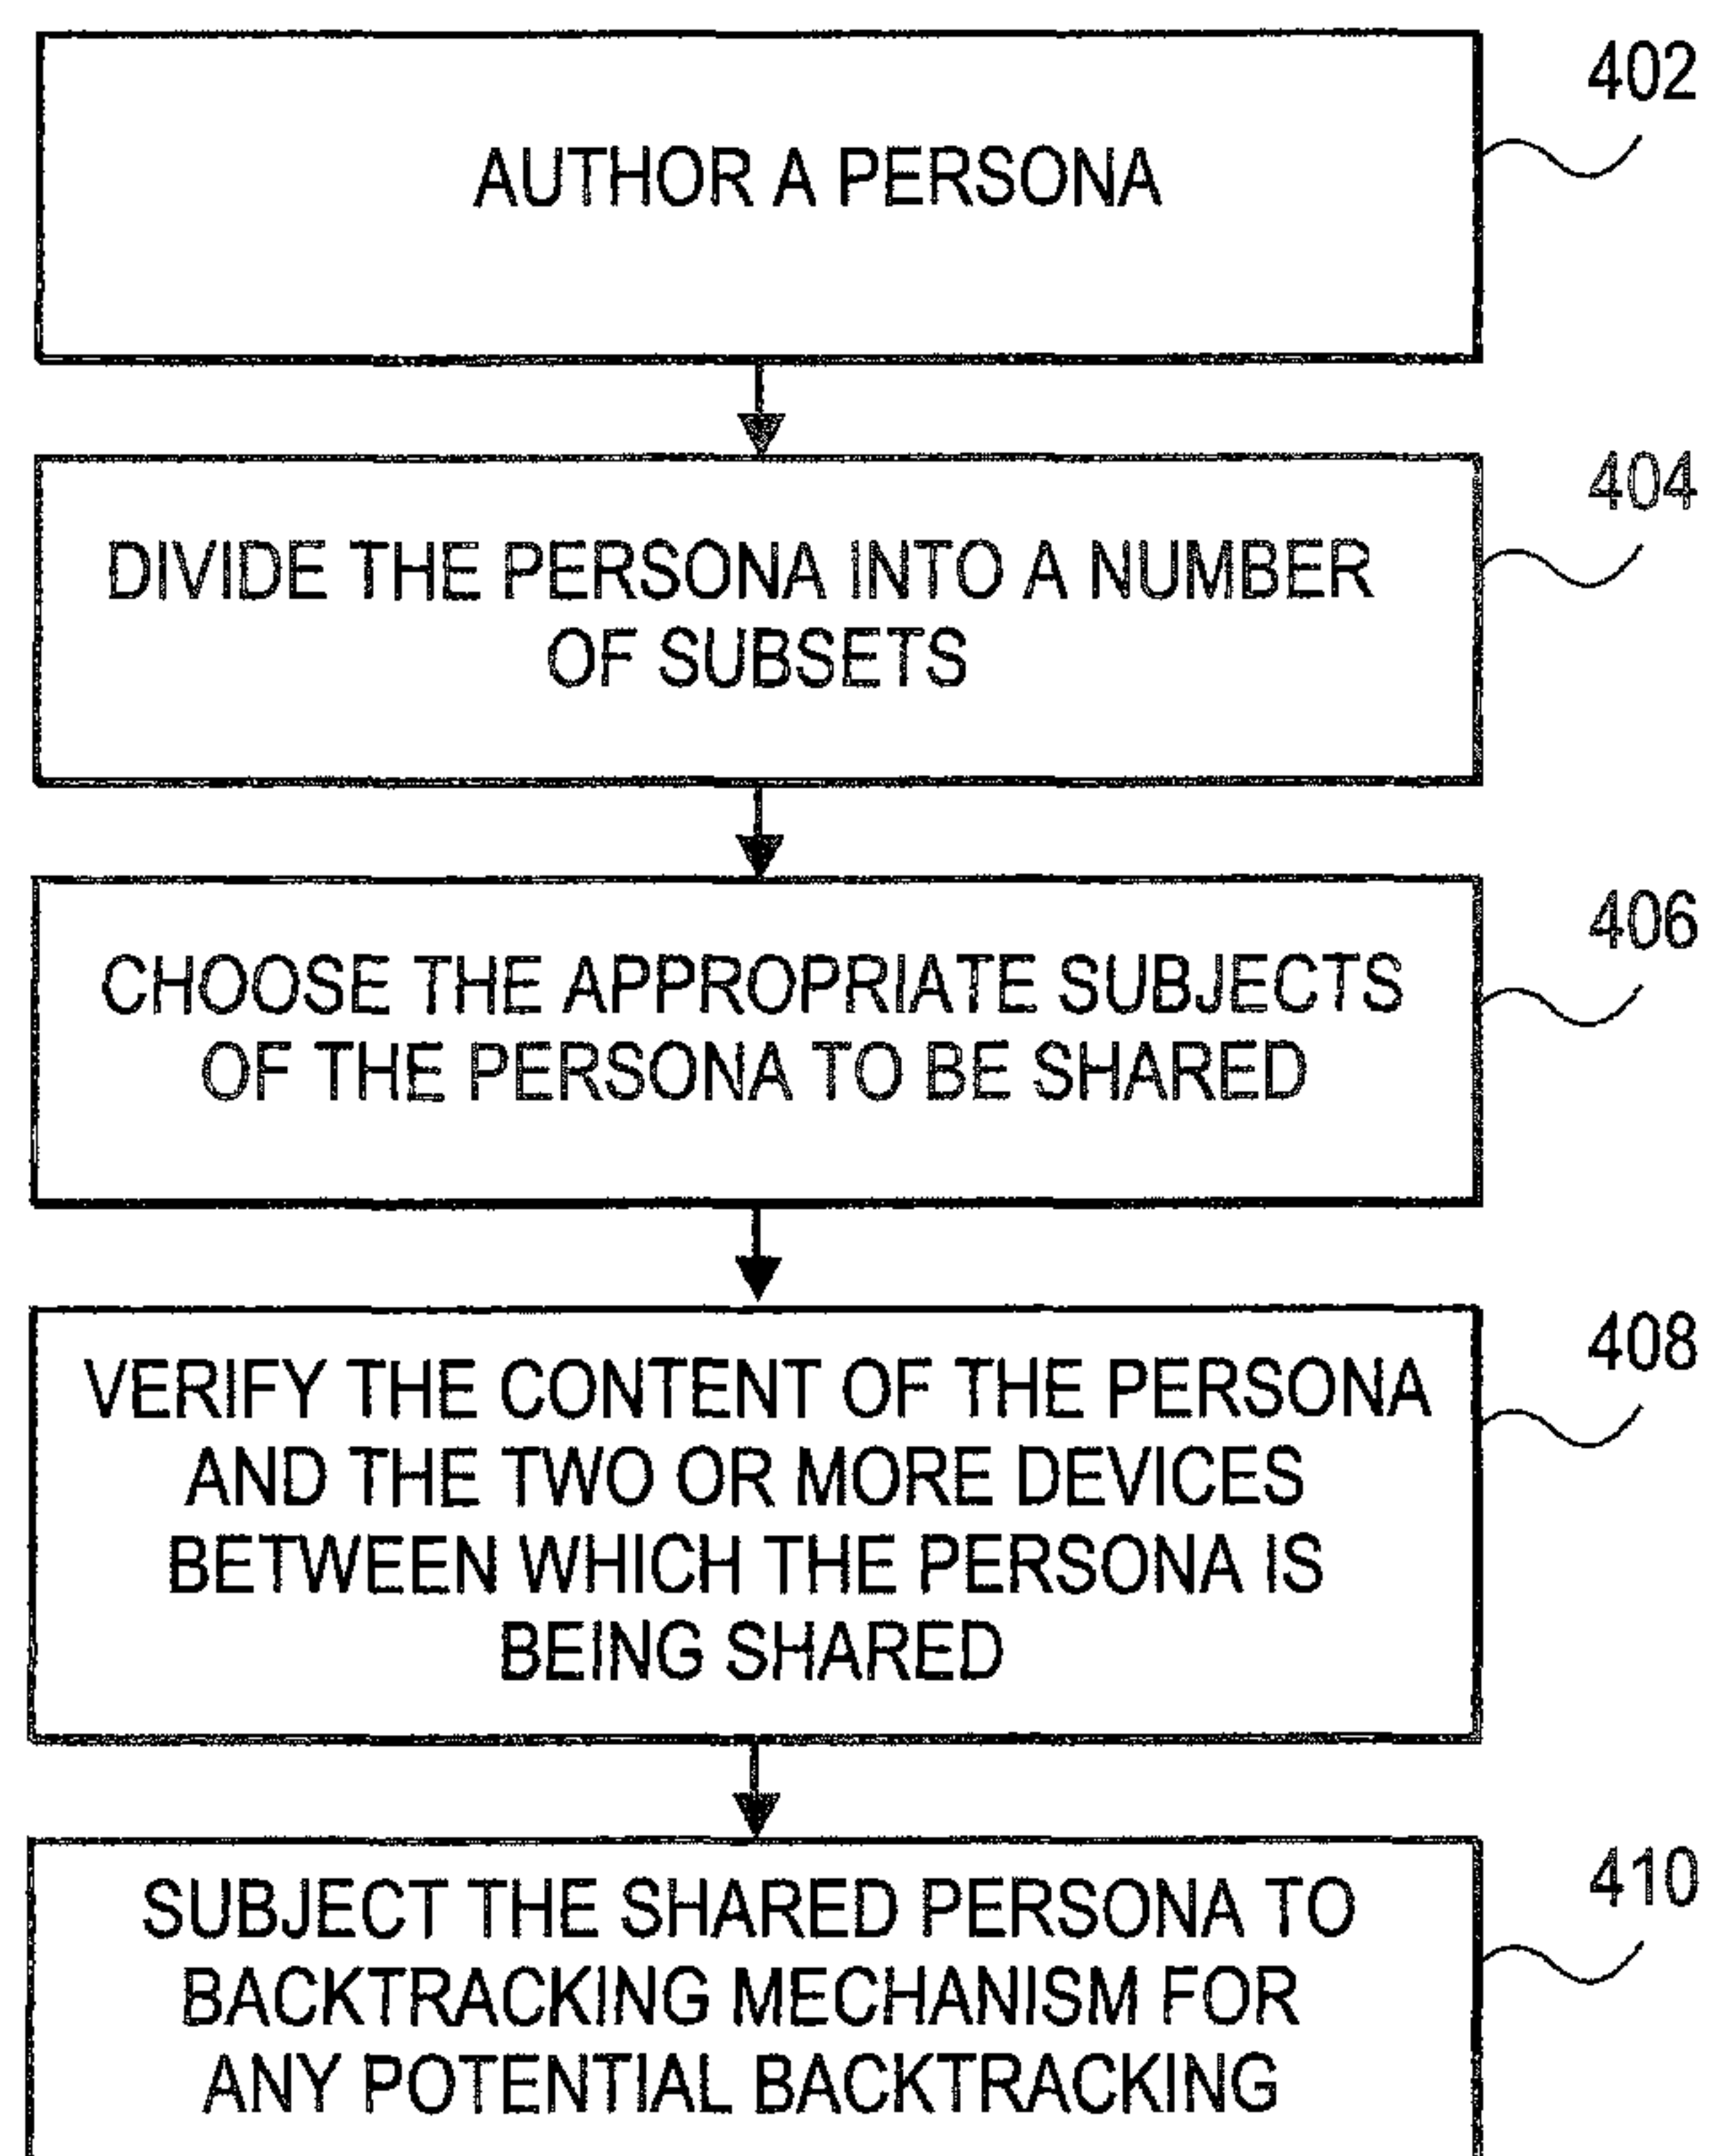 402
AUTHOR A PERSONA
404
DIVIDE THE PERSONA INTO A NUMBER
OF SUBSETS
406
CHOOSE THE APPROPRIATE SUBJECTS
OF THE PERSONA TO BE SHARED
408
VERIFY THE CONTENT OF THE PERSONA
AND THE TWO OR MORE DEVICES
BETWEEN WHICH THE PERSONA IS
BEING SHARED
410
SUBJECT THE SHARED PERSONA TO
BACKTRACKING MECHANISM FOR
ANY POTENTIAL BACKTRACKING